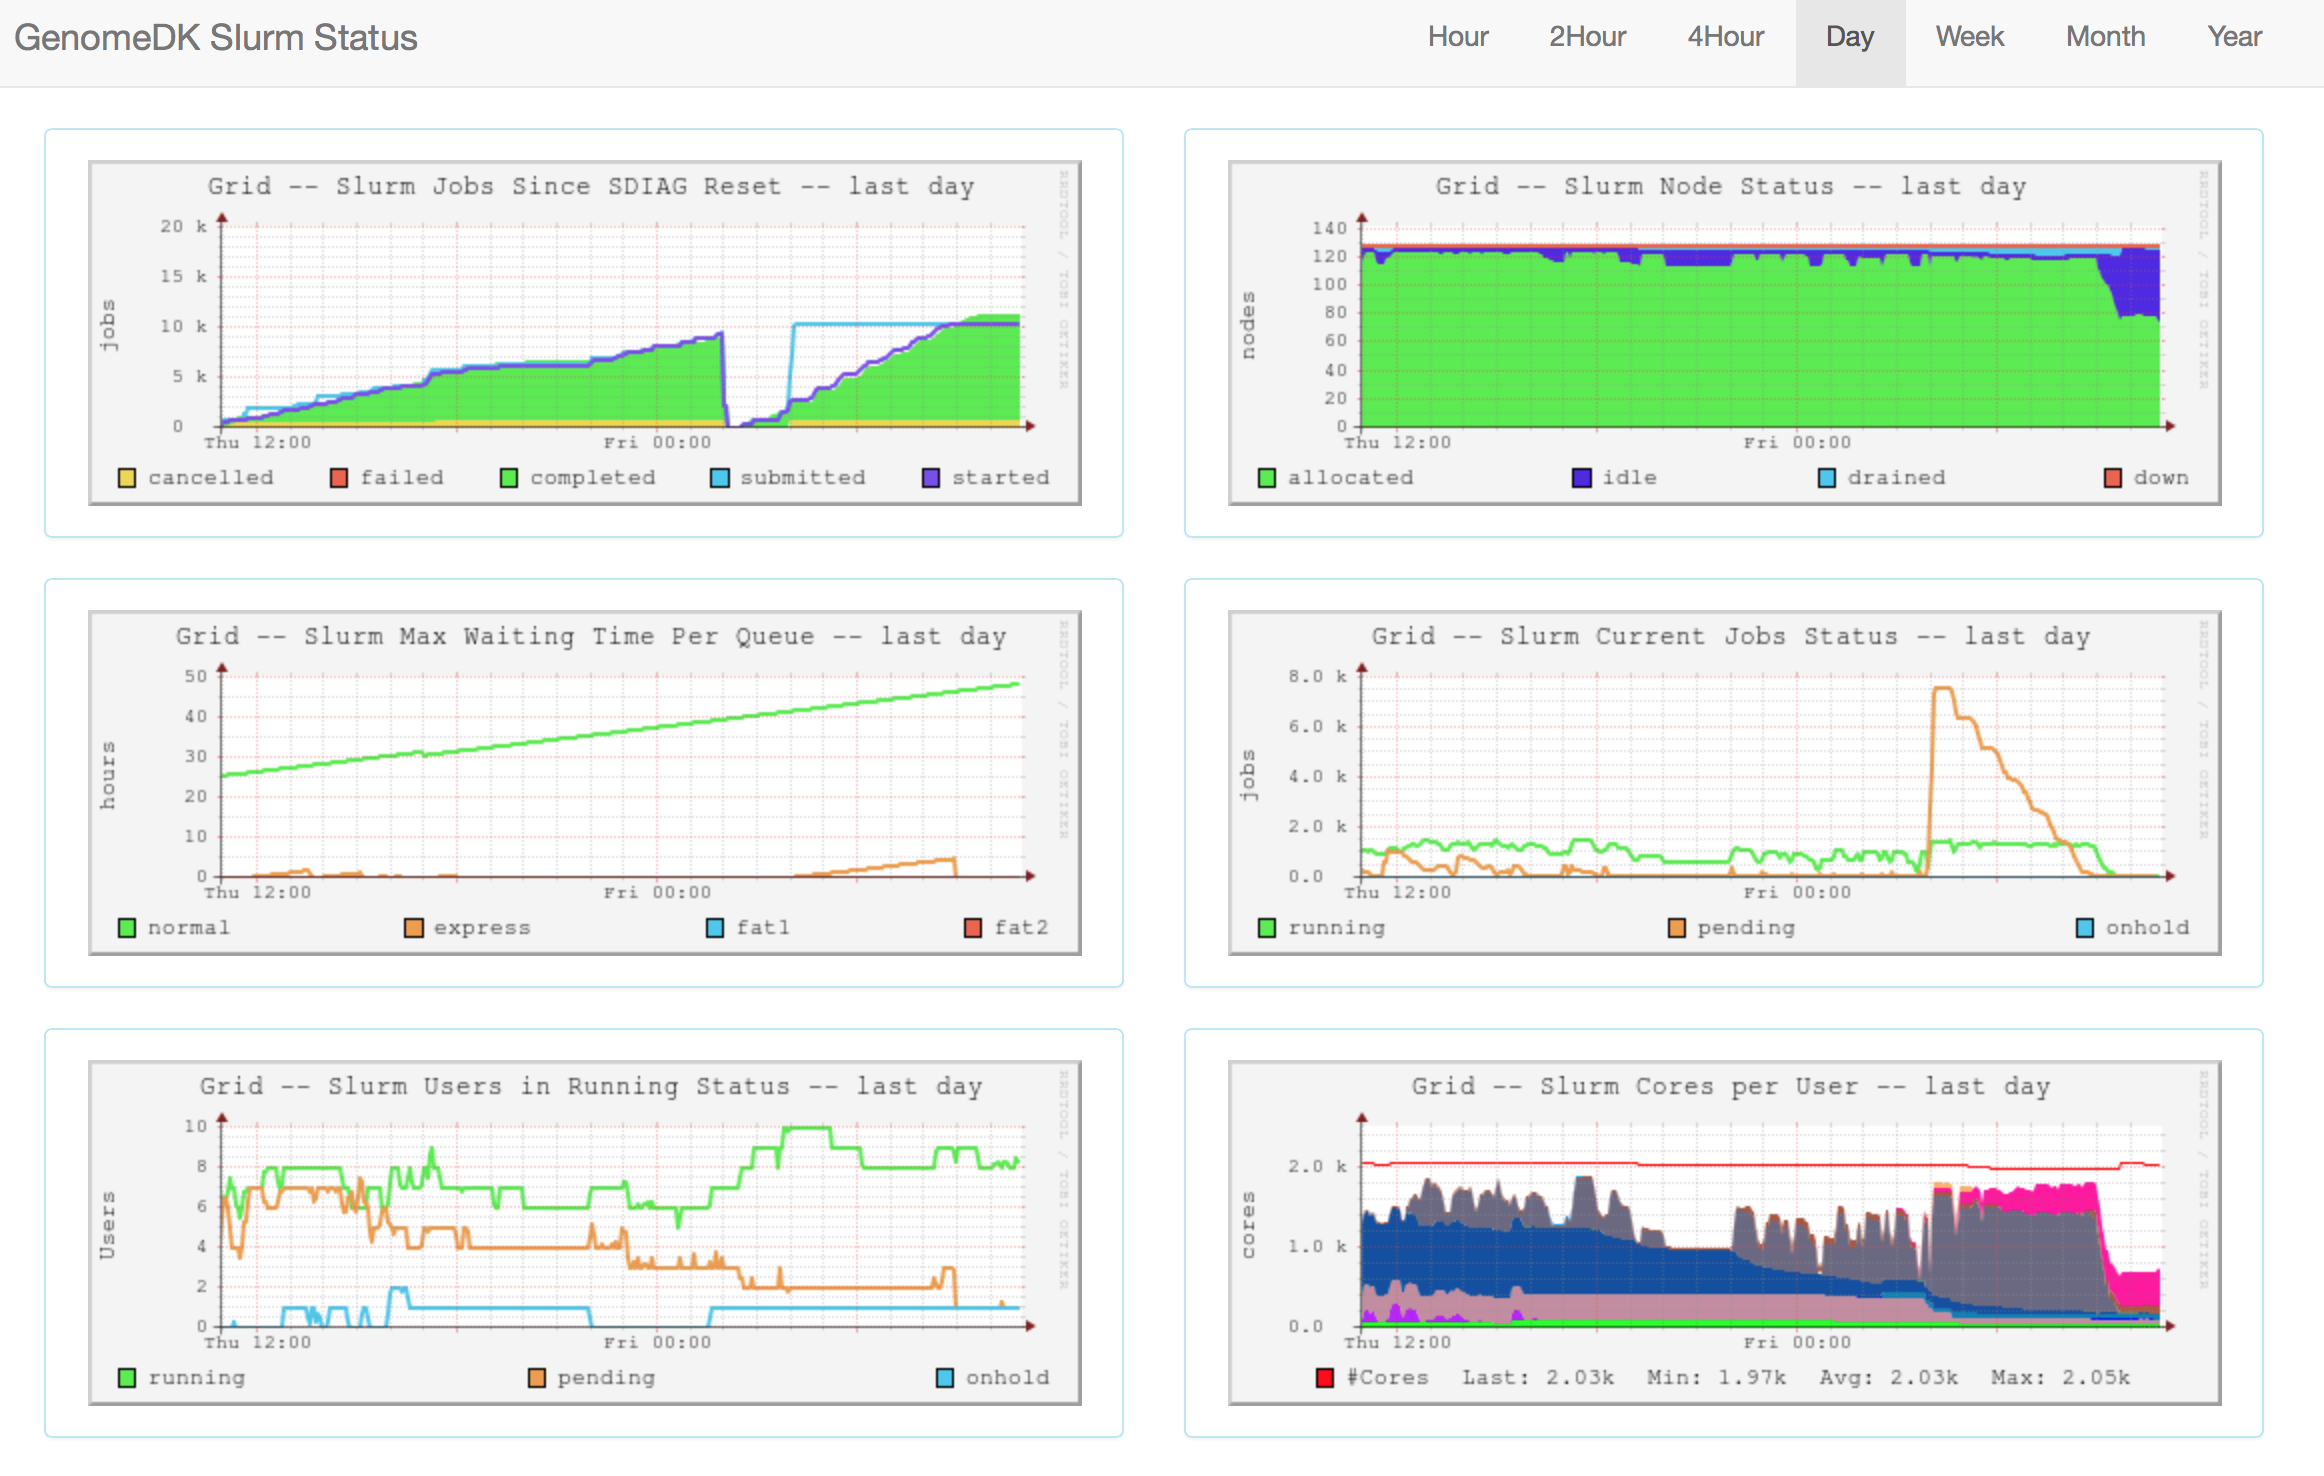 GenomeDK Slurm Status
Hour 2Hour 4Hour Day Week Month Year
Grid -- Slurm Jobs Since SDIAG Reset -- last day
RRDTOOL / TOBI OETIKER
jobs
20 k
15 k
10 k
5 k
0
Thu 12:00 Fri 00:00
cancelled failed completed submitted started
Grid -- Slurm Node Status -- last day
RRDTOOL / TOBI OETIKER
nodes
140
120
100
80
60
40
20
0
Thu 12:00 Fri 00:00
allocated idle drained down
Grid -- Slurm Max Waiting Time Per Queue -- last day
RRDTOOL / TOBI OETIKER
hours
50
40
30
20
10
0
Thu 12:00 Fri 00:00
normal express fat1 fat2
Grid -- Slurm Current Jobs Status -- last day
RRDTOOL / TOBI OETIKER
jobs
8.0 k
6.0 k
4.0 k
2.0 k
0.0
Thu 12:00 Fri 00:00
running pending onhold
Grid -- Slurm Users in Running Status -- last day
RRDTOOL / TOBI OETIKER
Users
10
8
6
4
2
0
Thu 12:00 Fri 00:00
running pending onhold
Grid -- Slurm Cores per User -- last day
RRDTOOL / TOBI OETIKER
cores
2.0 k
1.0 k
0.0
Thu 12:00 Fri 00:00
#Cores Last: 2.03k Min: 1.97k Avg: 2.03k Max: 2.05k